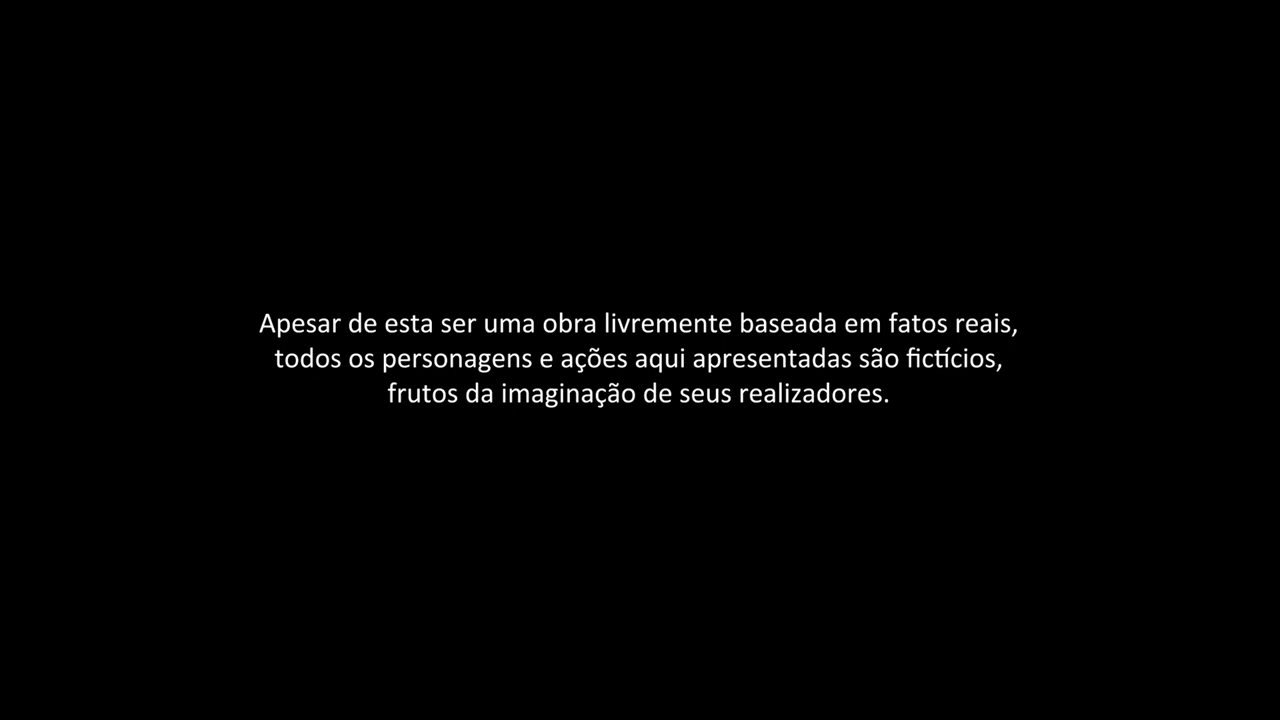 Apesar de esta ser uma obra livremente baseada em fatos reais,
todos os personagens e ações aqui apresentadas são fictícios,
frutos da imaginação de seus realizadores.